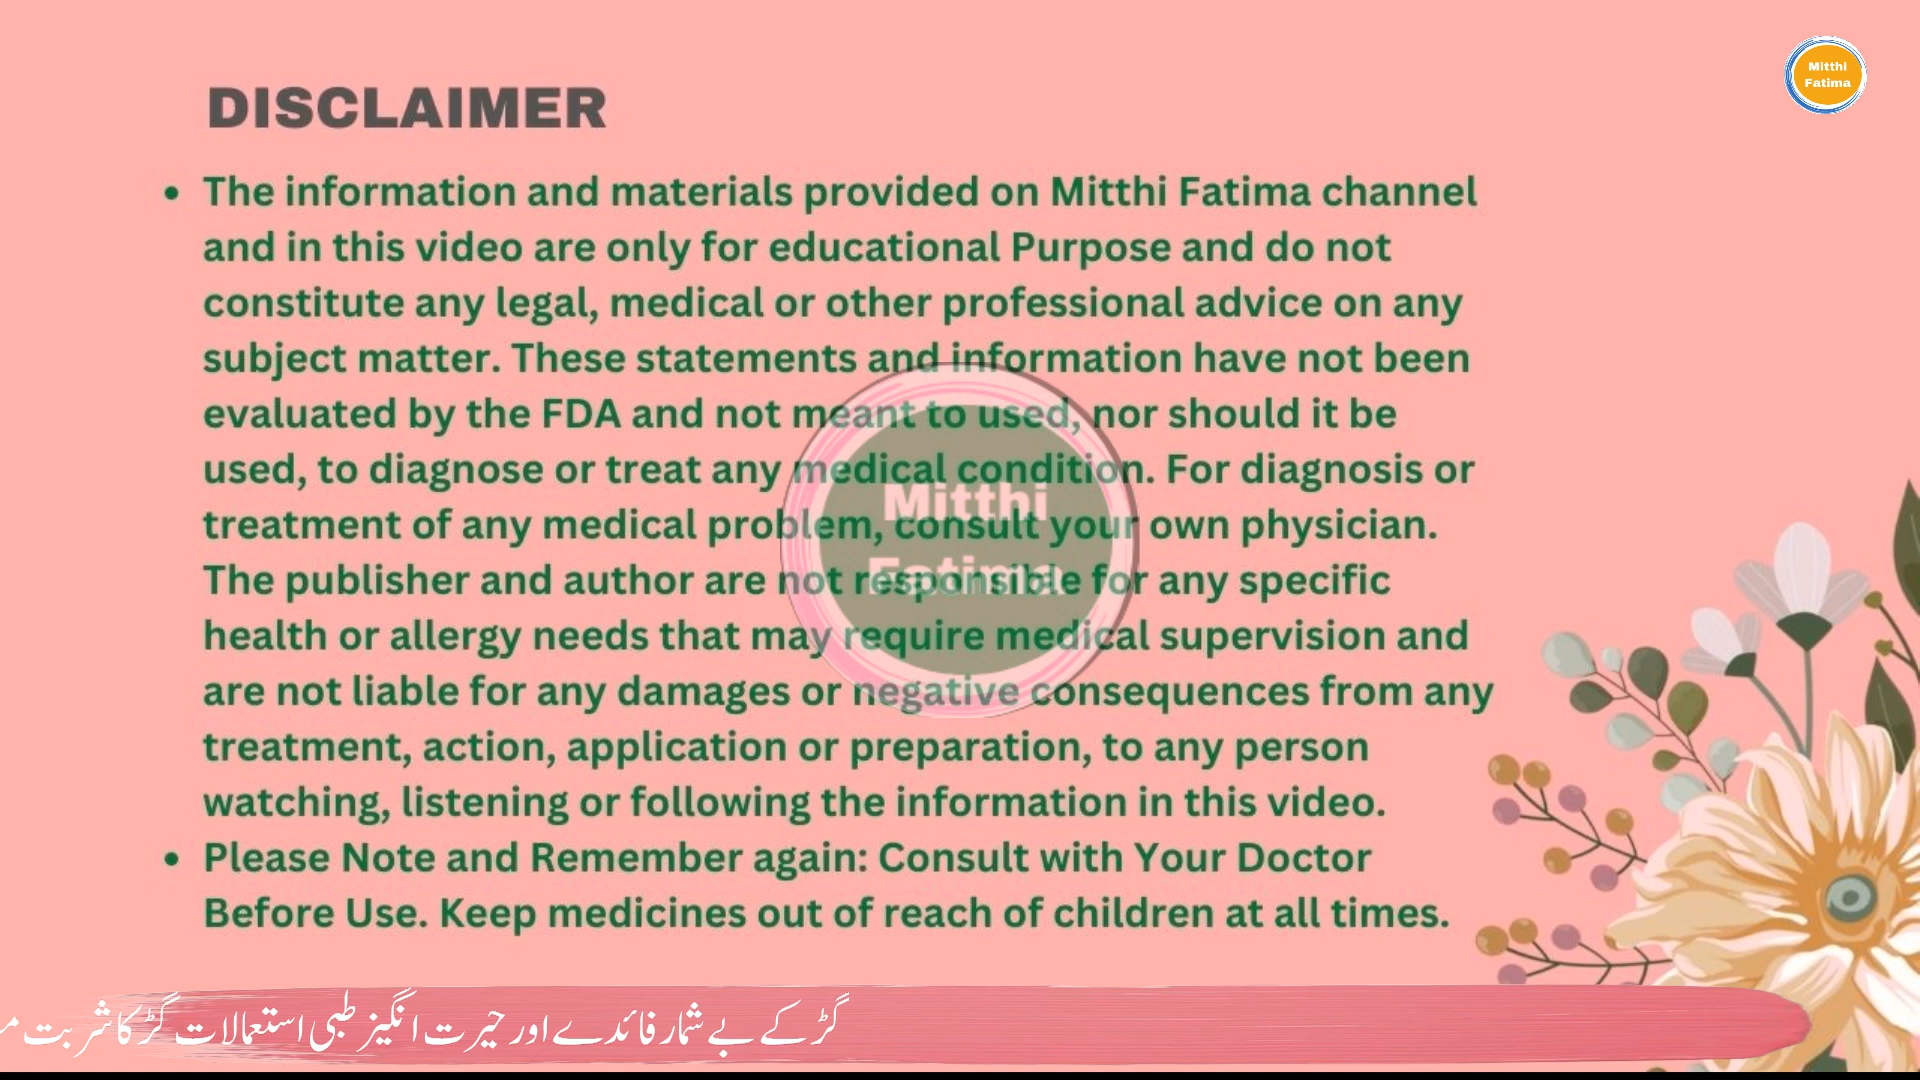 Mitthi
Fatima
DISCLAIMER
• The information and materials provided on Mitthi Fatima channel
and in this video are only for educational Purpose and do not
constitute any legal, medical or other professional advice on any
subject matter. These statements and information have not been
evaluated by the FDA and not meant to used, nor should it be
used, to diagnose or treat any medical condition. For diagnosis or
treatment of any medical problem, consult your own physician.
The publisher and author are not responsible for any specific
health or allergy needs that may require medical supervision and
are not liable for any damages or negative consequences from any
treatment, action, application or preparation, to any person
watching, listening or following the information in this video.
• Please Note and Remember again: Consult with Your Doctor
Before Use. Keep medicines out of reach of children at all times.
Mitthi
Fatima
گڑ کے بے شمار فائدے اور حیرت انگیز طبی استعمالات گڑ کا شربت